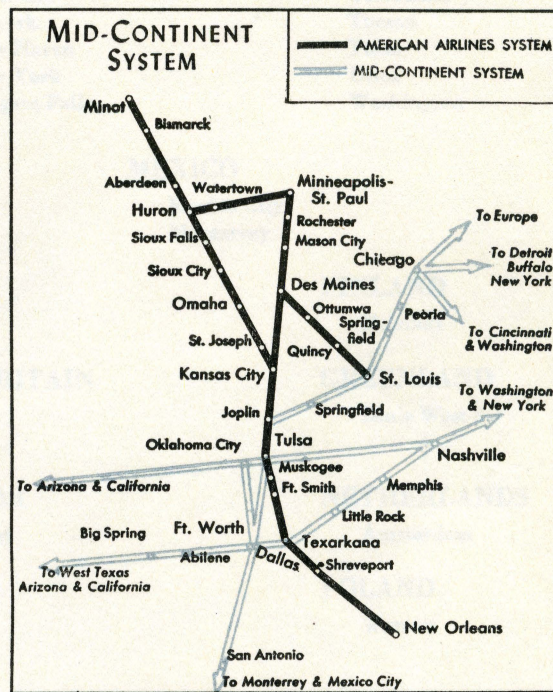 MID-CONTINENT
SYSTEM
AMERICAN AIRLINES SYSTEM
MID-CONTINENT SYSTEM
Minot
Bismarck
Aberdeen
Watertown
Minneapolis-
St. Paul
Huron
Rochester
Sioux Falls
Mason City
To Europe
Chicago
To Detroit
Buffalo
New York
Sioux City
Des Moines
Omaha
Ottumwa
Spring-
field
Peoria
To Cincinnati
& Washington
St. Joseph
Quincy
Kansas City
St. Louis
To Washington
& New York
Joplin
Springfield
Oklahoma City
Tulsa
Nashville
Muskogee
To Arizona & California
Ft. Smith
Memphis
Little Rock
Big Spring
Ft. Worth
Texarkana
Abilene
Dallas
Shreveport
To West Texas
Arizona & California
New Orleans
San Antonio
To Monterrey & Mexico City